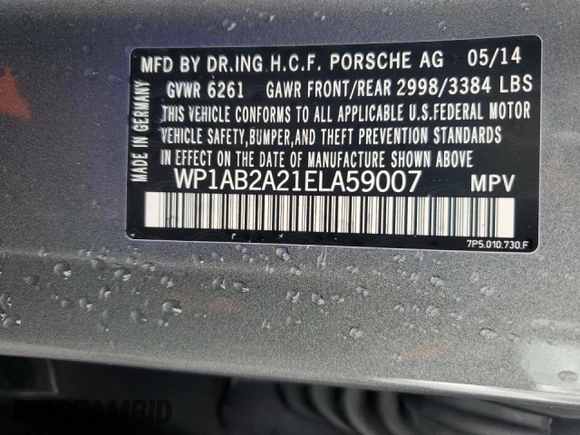 MFD BY DR.ING.H.C.F. PORSCHE AG 05/14
GVWR 6261 GAWR FRONT/REAR 2998/3384 LBS
THIS VEHICLE CONFORMS TO ALL APPLICABLE U.S.FEDERAL MOTOR
VEHICLE SAFETY,BUMPER,AND THEFT PREVENTION STANDARDS
IN EFFECT ON THE DATE OF MANUFACTURE SHOWN ABOVE
MADE IN GERMANY
WP1AB2A21ELA59007 MPV
7P5.010.730.F